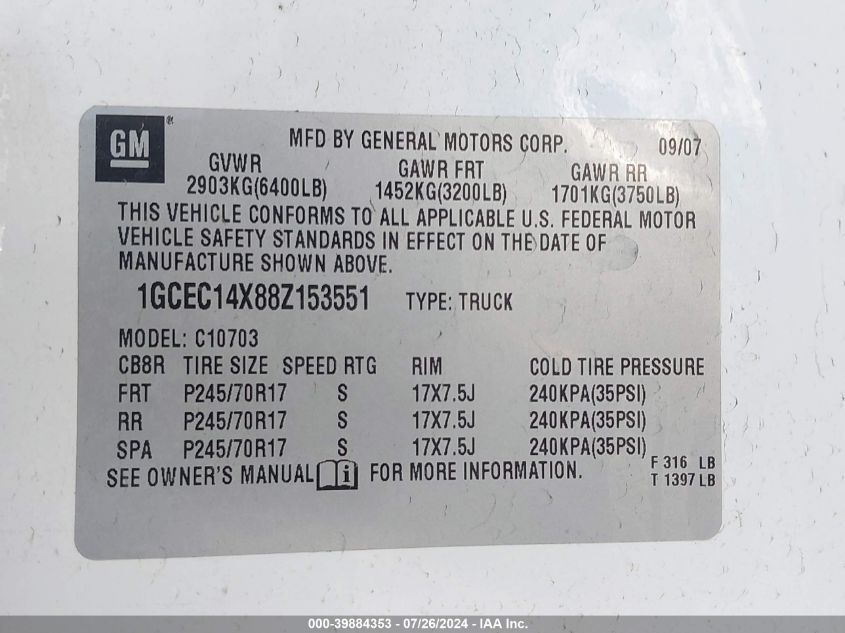 GM® MFD BY GENERAL MOTORS CORP. 09/07
GVWR GAWR FRT GAWR RR
2903KG(6400LB) 1452KG(3200LB) 1701KG(3750LB)
THIS VEHICLE CONFORMS TO ALL APPLICABLE U.S. FEDERAL MOTOR
VEHICLE SAFETY STANDARDS IN EFFECT ON THE DATE OF
MANUFACTURE SHOWN ABOVE.
1GCEC14X88Z153551 TYPE: TRUCK
MODEL: C10703
CB8R TIRE SIZE SPEED RTG RIM COLD TIRE PRESSURE
FRT P245/70R17 S 17X7.5J 240KPA(35PSI)
RR P245/70R17 S 17X7.5J 240KPA(35PSI)
SPA P245/70R17 S 17X7.5J 240KPA(35PSI)
SEE OWNER'S MANUAL i FOR MORE INFORMATION.
F 316 LB
T 1397 LB
000-39884353 - 07/26/2024 - IAA Inc.